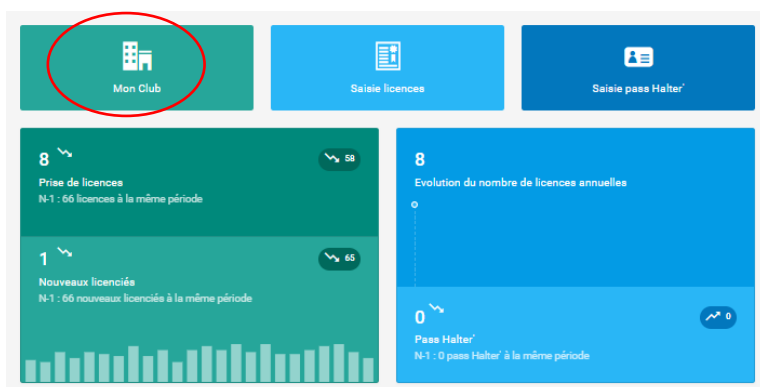 Mon Club
Saisie licences
Saisie pass Halter'
8
58
Prise de licences
N-1 : 66 licences à la même période
1
65
Nouveaux licenciés
N-1 : 66 nouveaux licenciés à la même période
8
Evolution du nombre de licences annuelles
0
0
Pass Halter'
N-1 : 0 pass Halter' à la même période